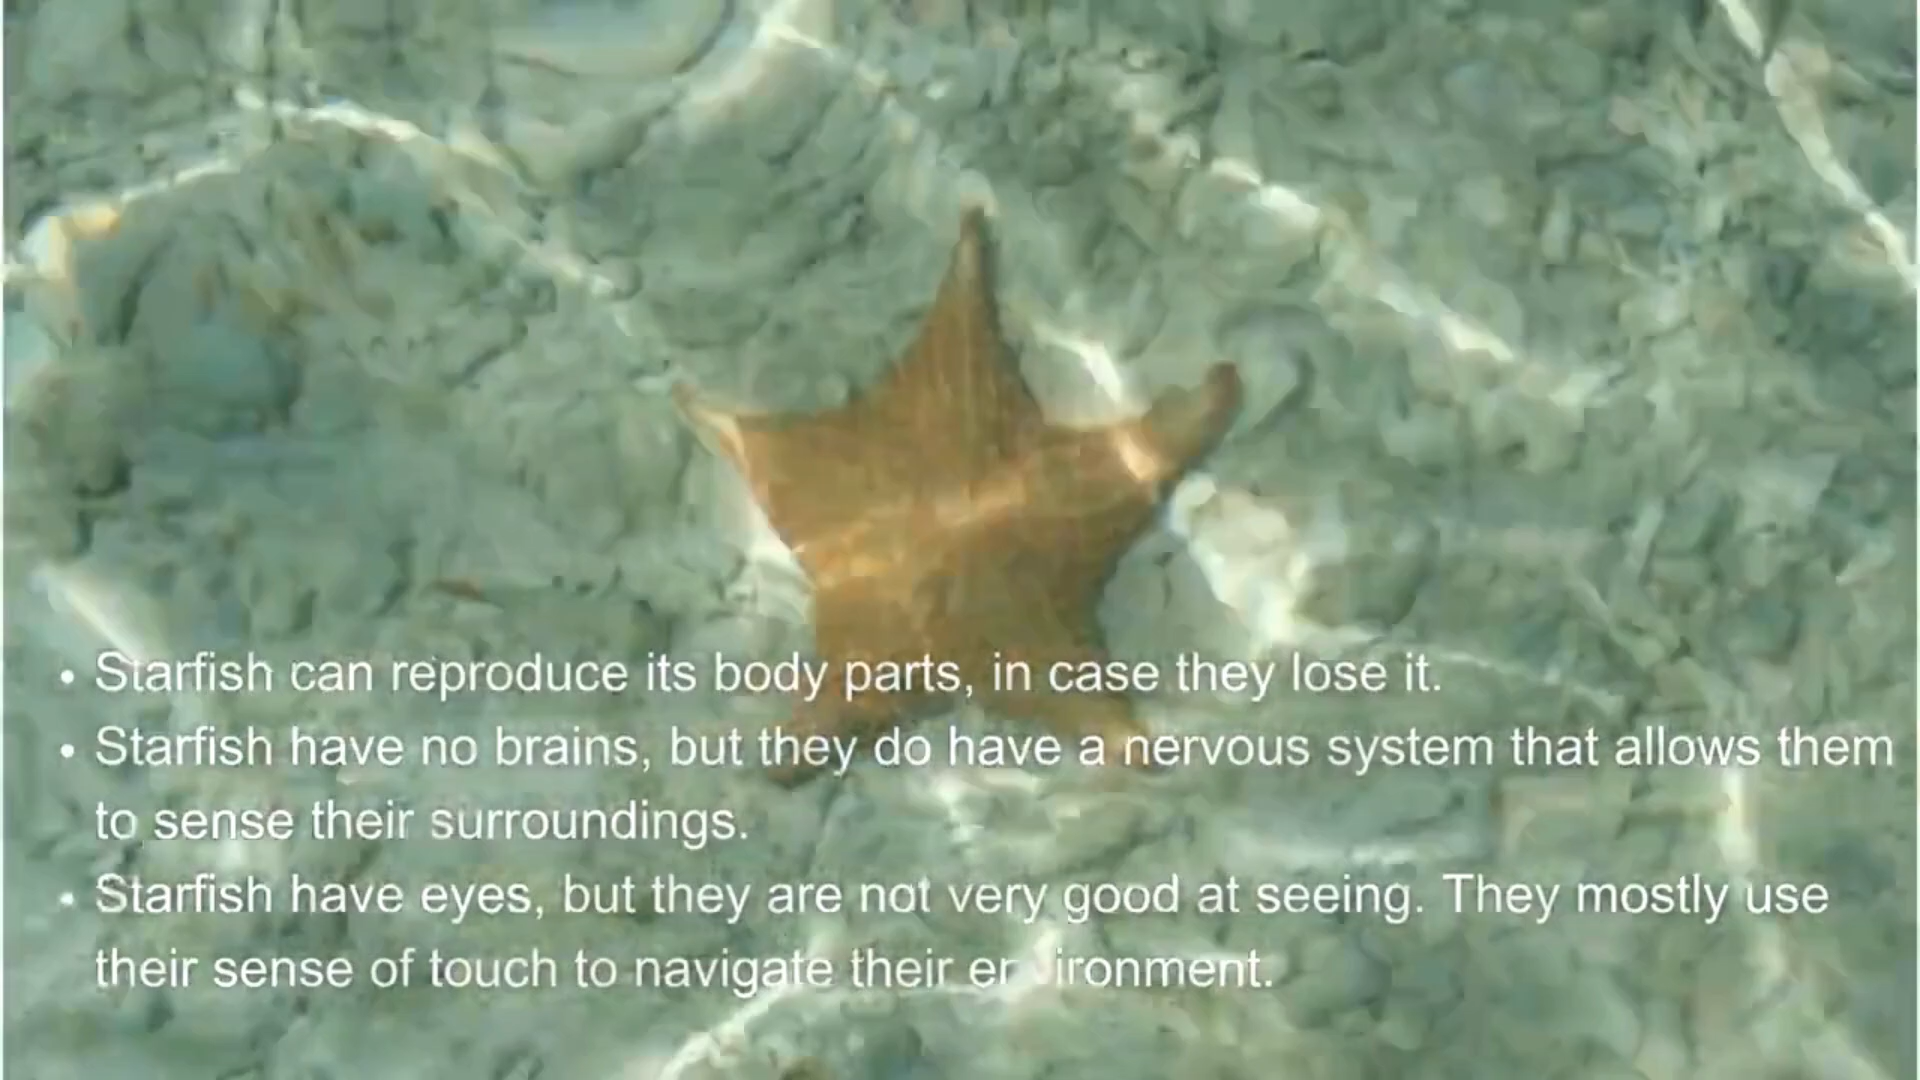 • Starfish can reproduce its body parts, in case they lose it.
• Starfish have no brains, but they do have a nervous system that allows them
to sense their surroundings.
• Starfish have eyes, but they are not very good at seeing. They mostly use
their sense of touch to navigate their environment.